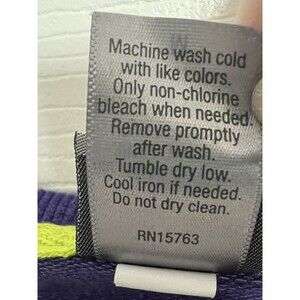 Machine wash cold
with like colors.
Only non-chlorine
bleach when needed.
Remove promptly
after wash.
Tumble dry low.
Cool iron if needed.
Do not dry clean.
RN15763